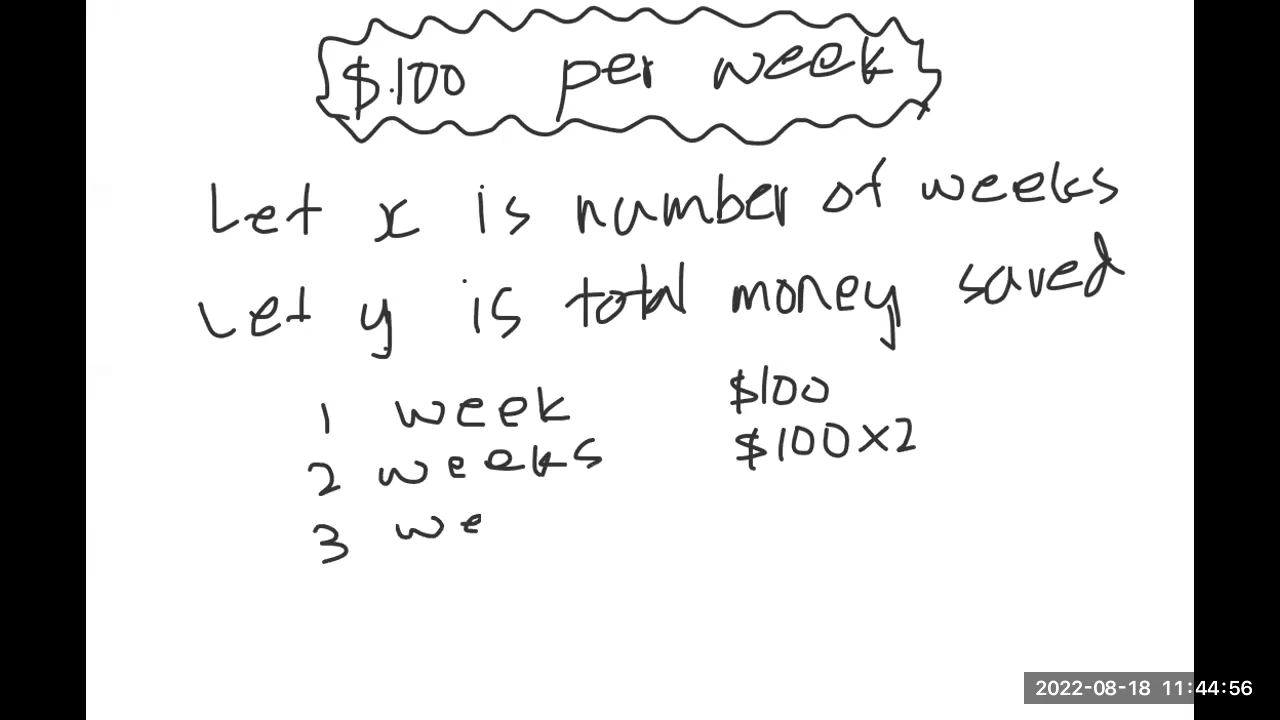 $100 per week
Let x is number of weeks
Let y is total money saved
1 week $100
2 weeks $100×2
3 we
2022-08-18 11:44:56